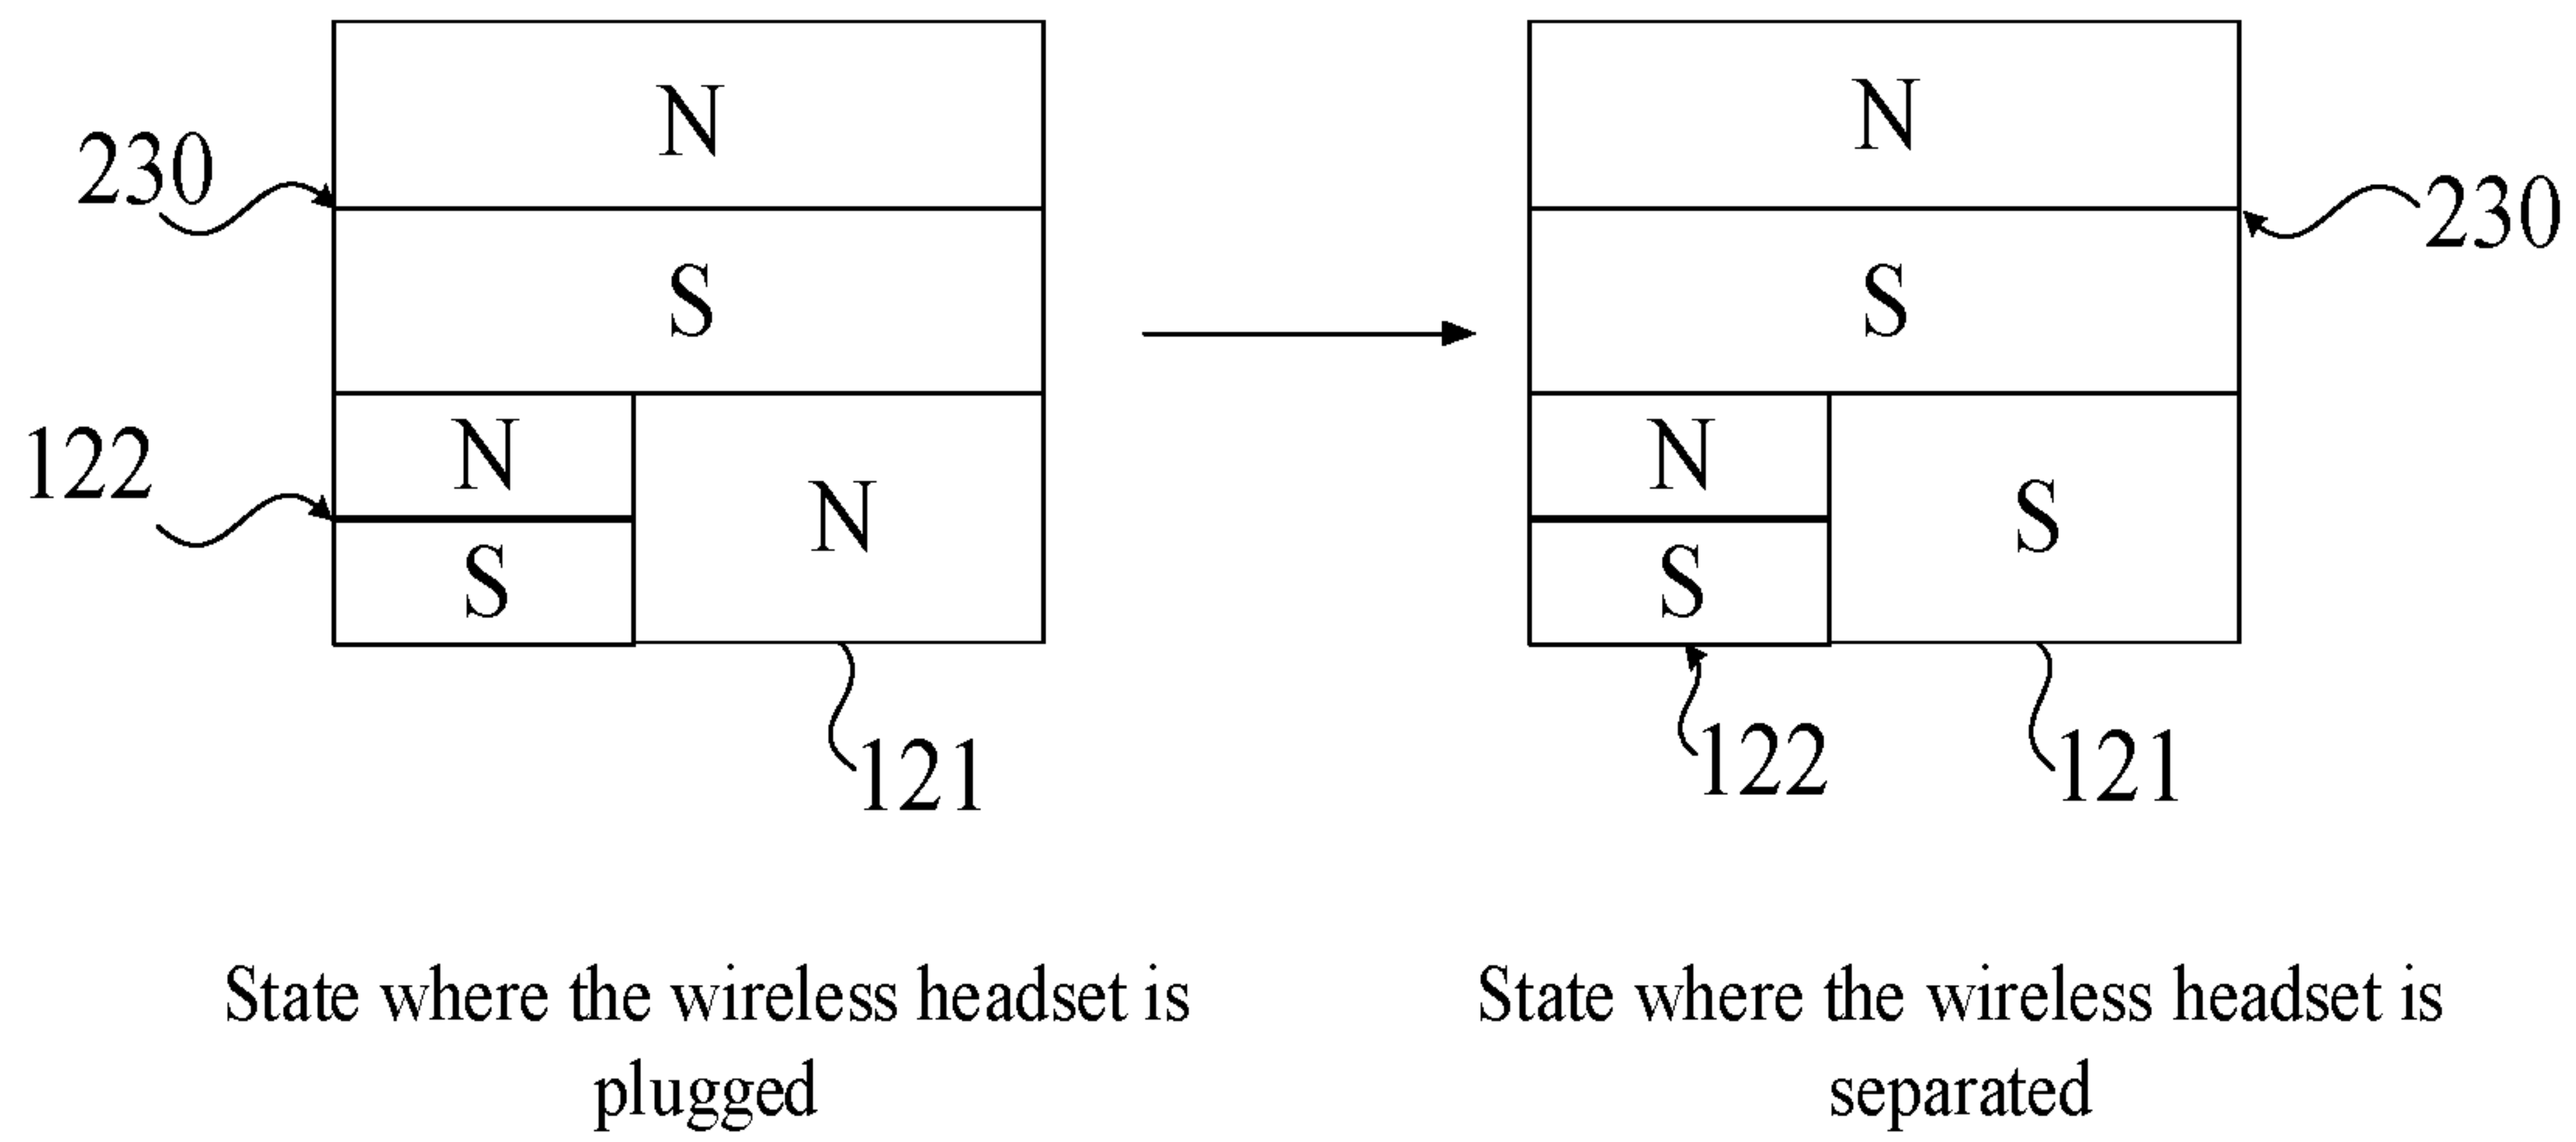 N
230
S
122
N
S
N
121
N
230
S
N
S
S
122
121
State where the wireless headset is
plugged
State where the wireless headset is
separated